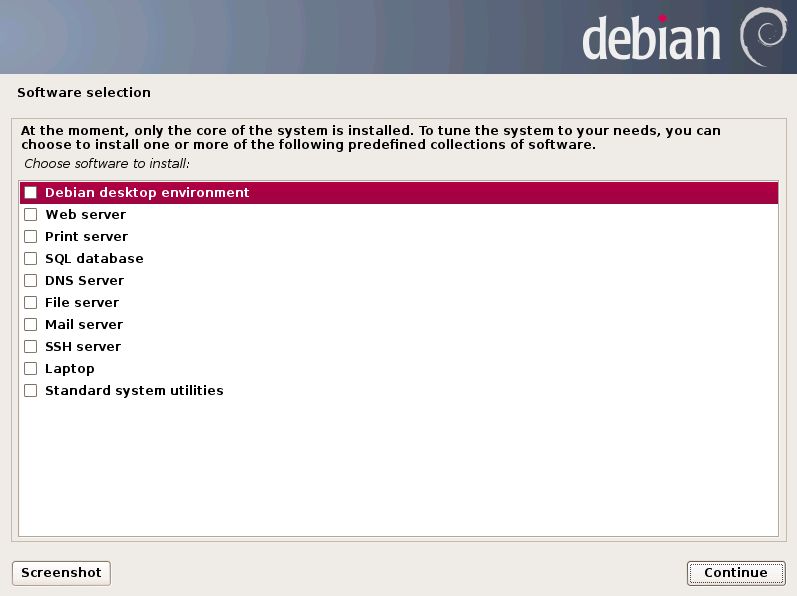 debian
Software selection
At the moment, only the core of the system is installed. To tune the system to your needs, you can
choose to install one or more of the following predefined collections of software.
Choose software to install:
Debian desktop environment
Web server
Print server
SQL database
DNS Server
File server
Mail server
SSH server
Laptop
Standard system utilities
Screenshot
Continue